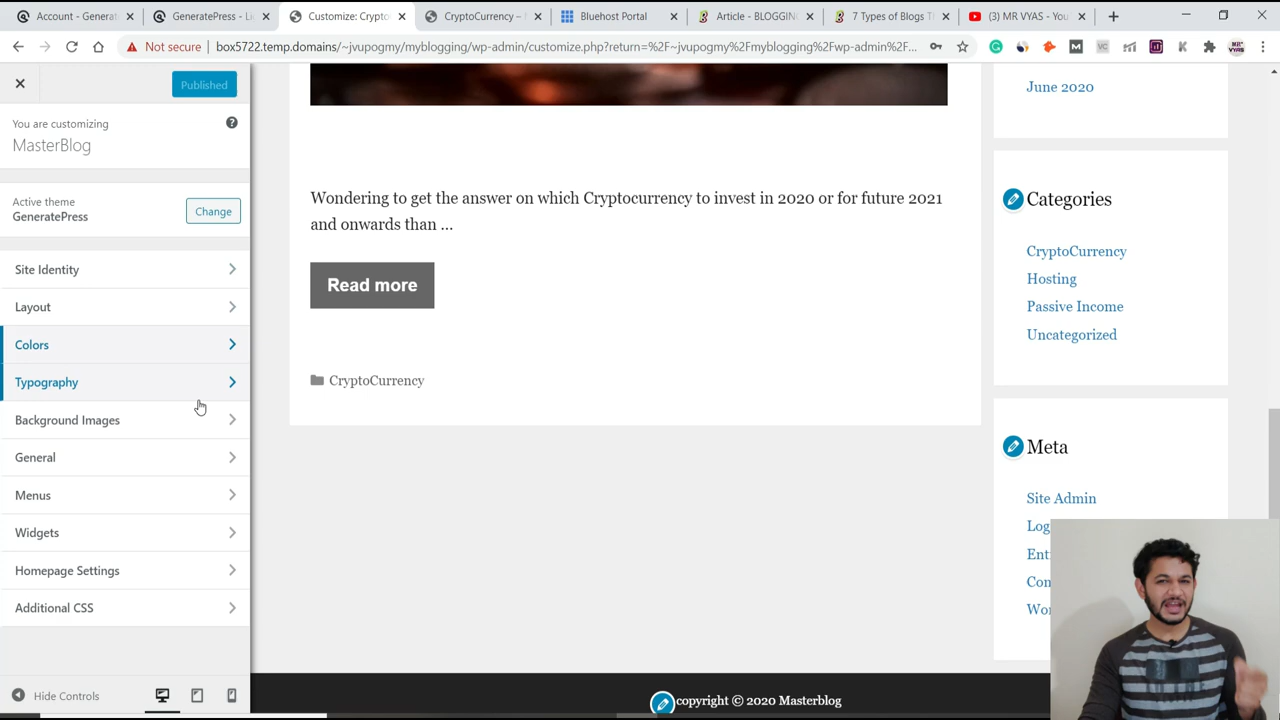 Account - Generat
GeneratePress - Li
Customize: Crypto
CryptoCurrency –
Bluehost Portal
Article - BLOGGIN
7 Types of Blogs T
(3) MR VYAS - You
Not secure
box5722.temp.domains/~jvupogmy/myblogging/wp-admin/customize.php?return=%2F~jvupogmy%2Fmyblogging%2Fwp-admin%2F...
Published
You are customizing
MasterBlog
Active theme
GeneratePress
Change
Site Identity
Layout
Colors
Typography
Background Images
General
Menus
Widgets
Homepage Settings
Additional CSS
Hide Controls
Wondering to get the answer on which Cryptocurrency to invest in 2020 or for future 2021
and onwards than ...
Read more
CryptoCurrency
June 2020
Categories
CryptoCurrency
Hosting
Passive Income
Uncategorized
Meta
Site Admin
Log
Ent
Con
Wor
copyright © 2020 Masterblog